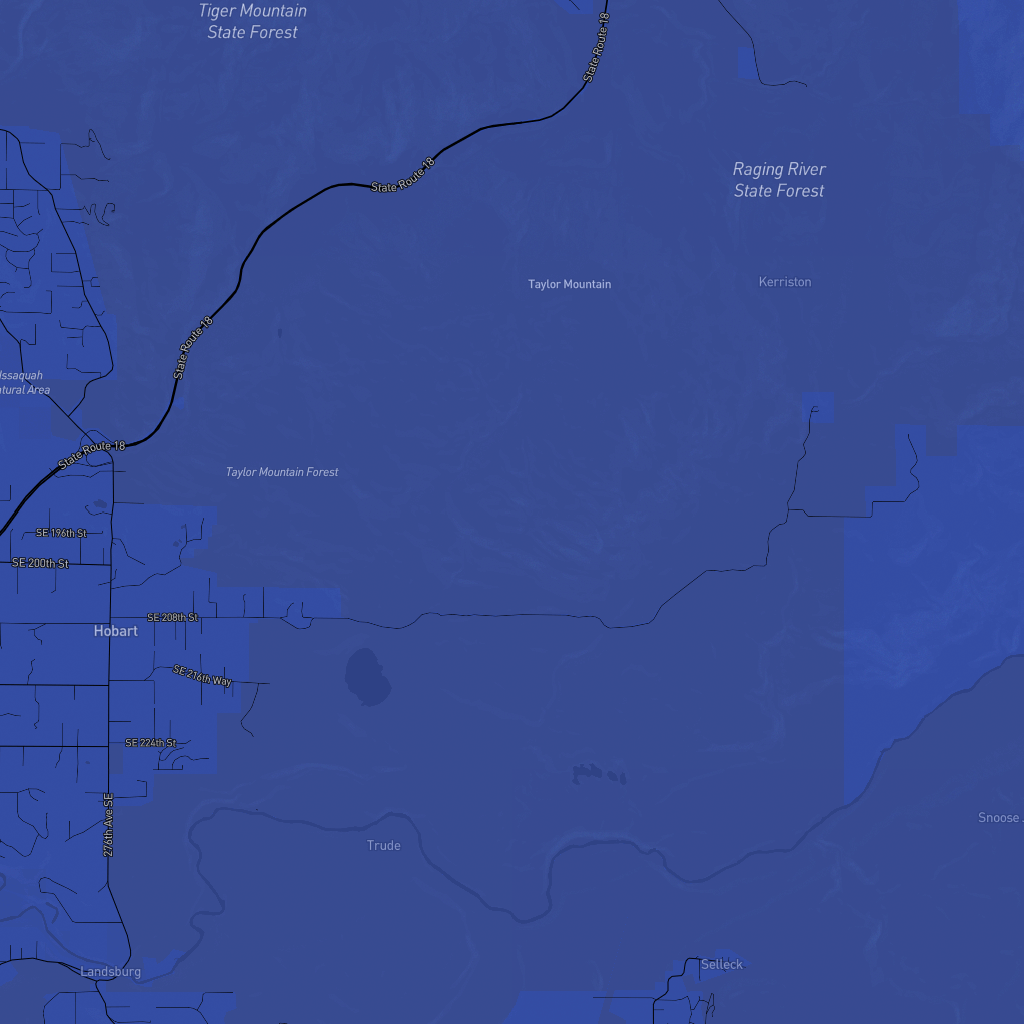 Tiger Mountain
State Forest
State Route 18
Raging River
State Forest
State Route 18
Taylor Mountain
Kerriston
State Route 18
Issaquah
Natural Area
State Route 18
Taylor Mountain Forest
SE 196th St
SE 200th St
SE 208th St
Hobart
SE 216th Way
SE 224th St
276th Ave SE
Snoose
Trude
Landsburg
Selleck